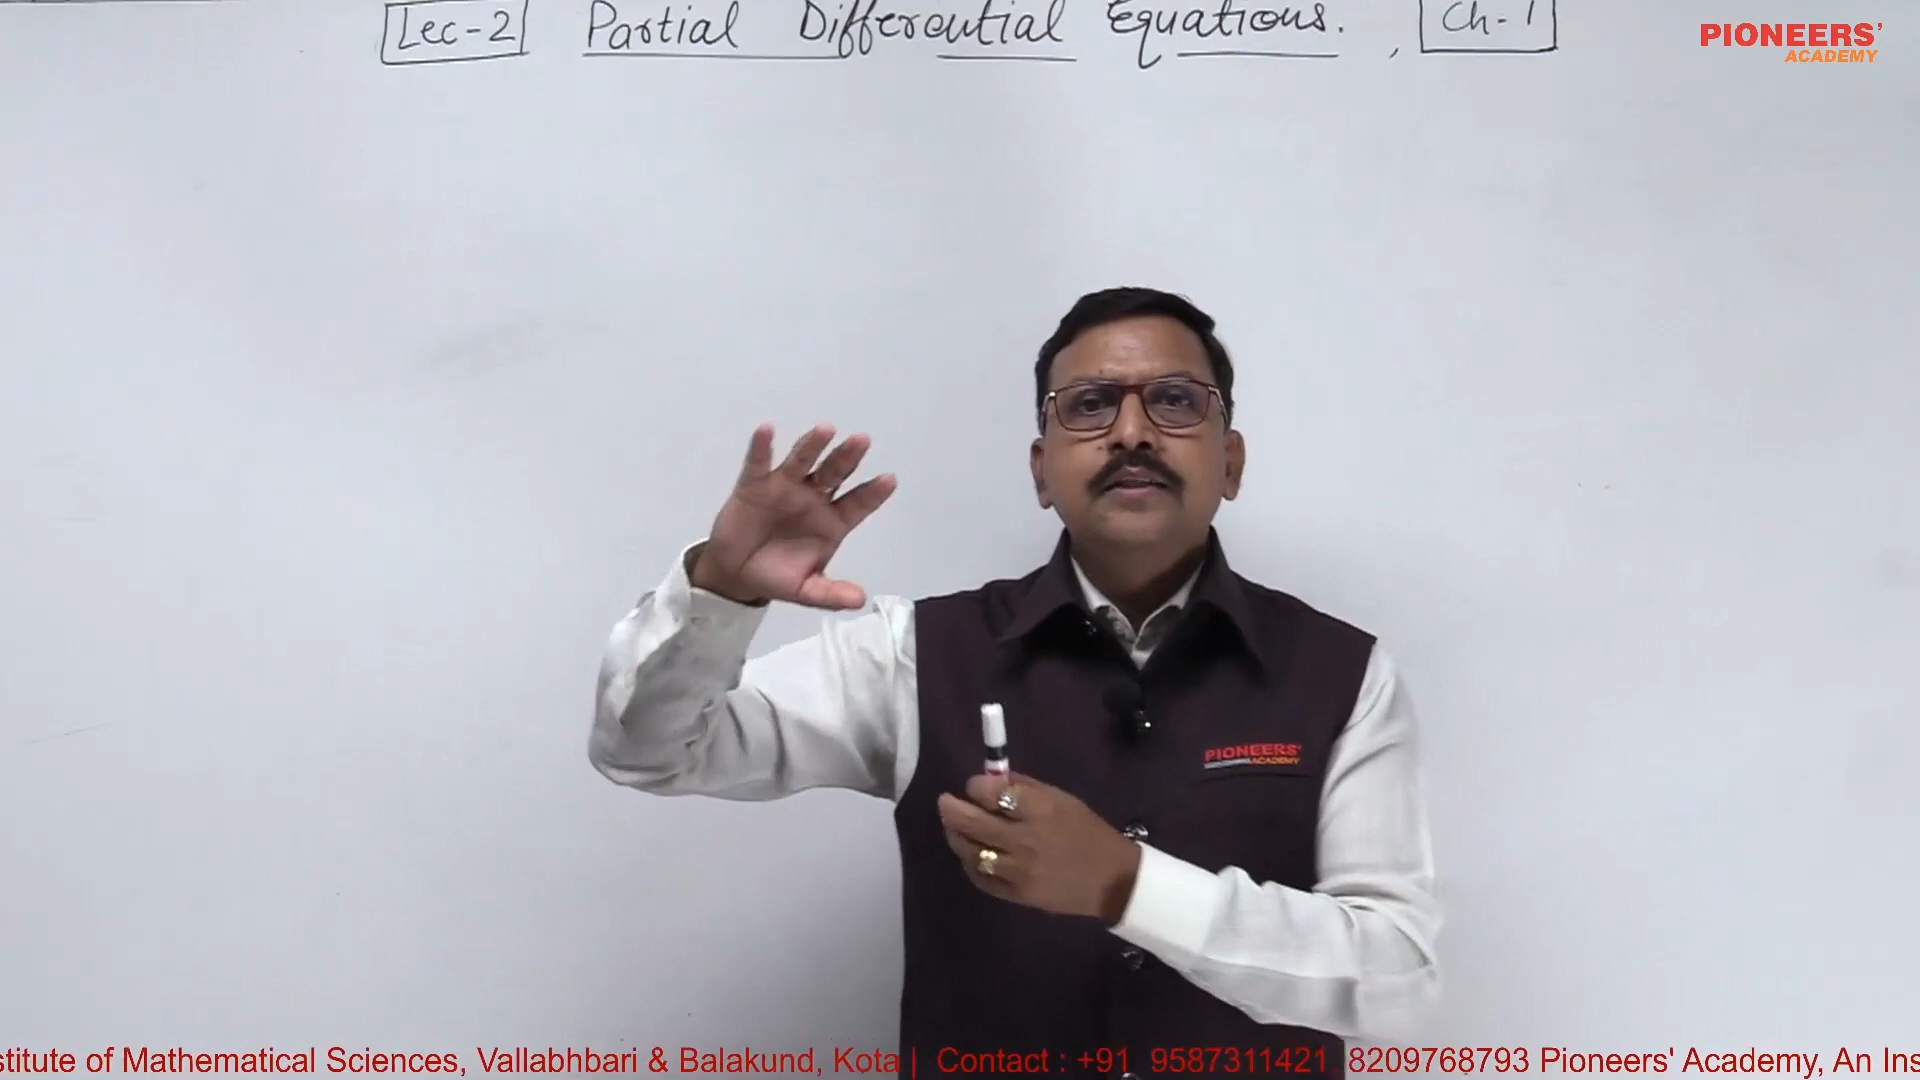 Lec-2 Partial Differential Equations. , Ch-1
PIONEERS’
ACADEMY
PIONEERS’
ACADEMY
stitute of Mathematical Sciences, Vallabhbari & Balakund, Kota | Contact : +91 9587311421, 8209768793 Pioneers' Academy, An Ins